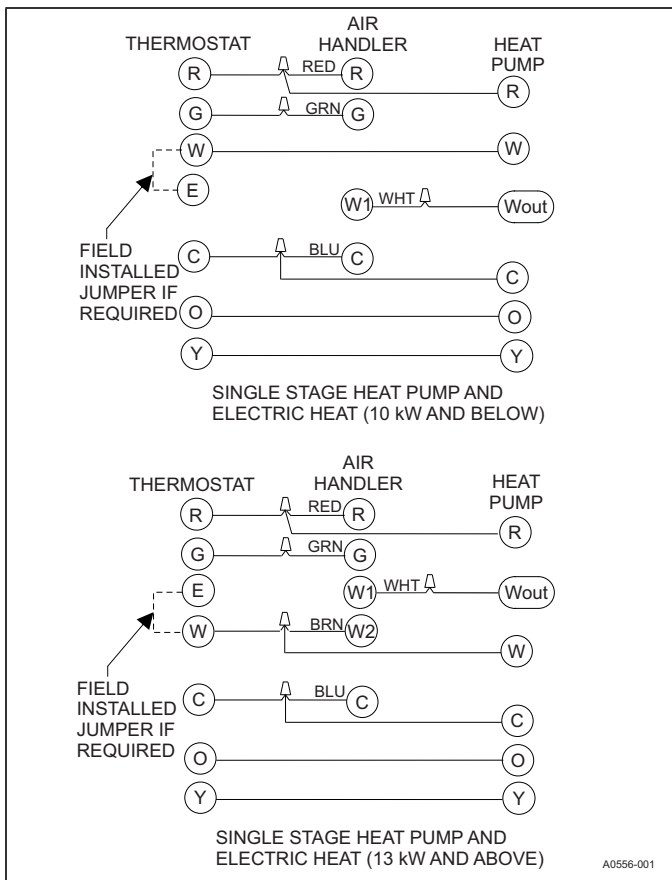 THERMOSTAT
AIR
HANDLER
HEAT
PUMP
R RED R
R
G GRN G
W W
E
W1 WHT Wout
FIELD
INSTALLED
JUMPER IF
REQUIRED
C BLU C
C
O O
Y Y
SINGLE STAGE HEAT PUMP AND
ELECTRIC HEAT (10 kW AND BELOW)
THERMOSTAT
AIR
HANDLER
HEAT
PUMP
R RED R
R
G GRN G
E
W1 WHT Wout
W BRN W2
W
FIELD
INSTALLED
JUMPER IF
REQUIRED
C BLU C
C
O O
Y Y
SINGLE STAGE HEAT PUMP AND
ELECTRIC HEAT (13 kW AND ABOVE)
A0556-001